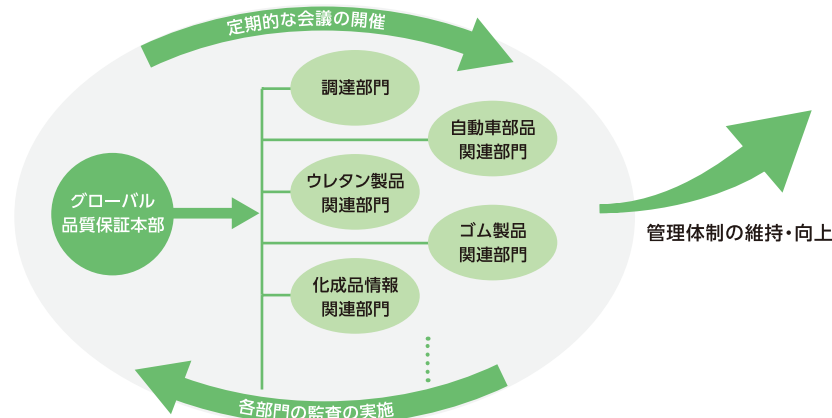 定期的な会議の開催
調達部門
自動車部品
関連部門
グローバル
品質保証本部
ウレタン製品
関連部門
ゴム製品
関連部門
管理体制の維持・向上
化成品情報
関連部門
各部門の監査の実施